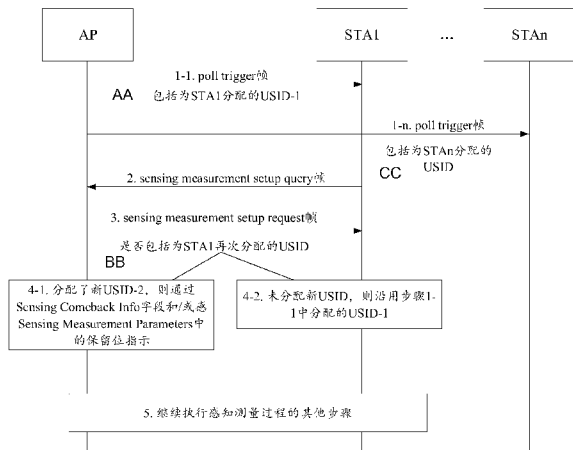 AP
STA1
...
STAn
1-1. poll trigger帧
AA
包括为STA1分配的USID-1
1-n. poll trigger帧
包括为STAn分配的
USID
CC
2. sensing measurement setup query帧
3. sensing measurement setup request帧
是否包括为STA1再次分配的USID
BB
4-1. 分配了新USID-2，则通过
Sensing Comeback Info字段和/或感
Sensing Measurement Parameters中
的保留位指示
4-2. 未分配新USID，则沿用步骤1-
1中分配的USID-1
5. 继续执行感知测量过程的其他步骤